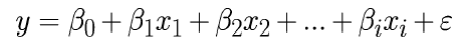 y = β₀ + β₁x₁ + β₂x₂ + ... + βᵢxᵢ + ε